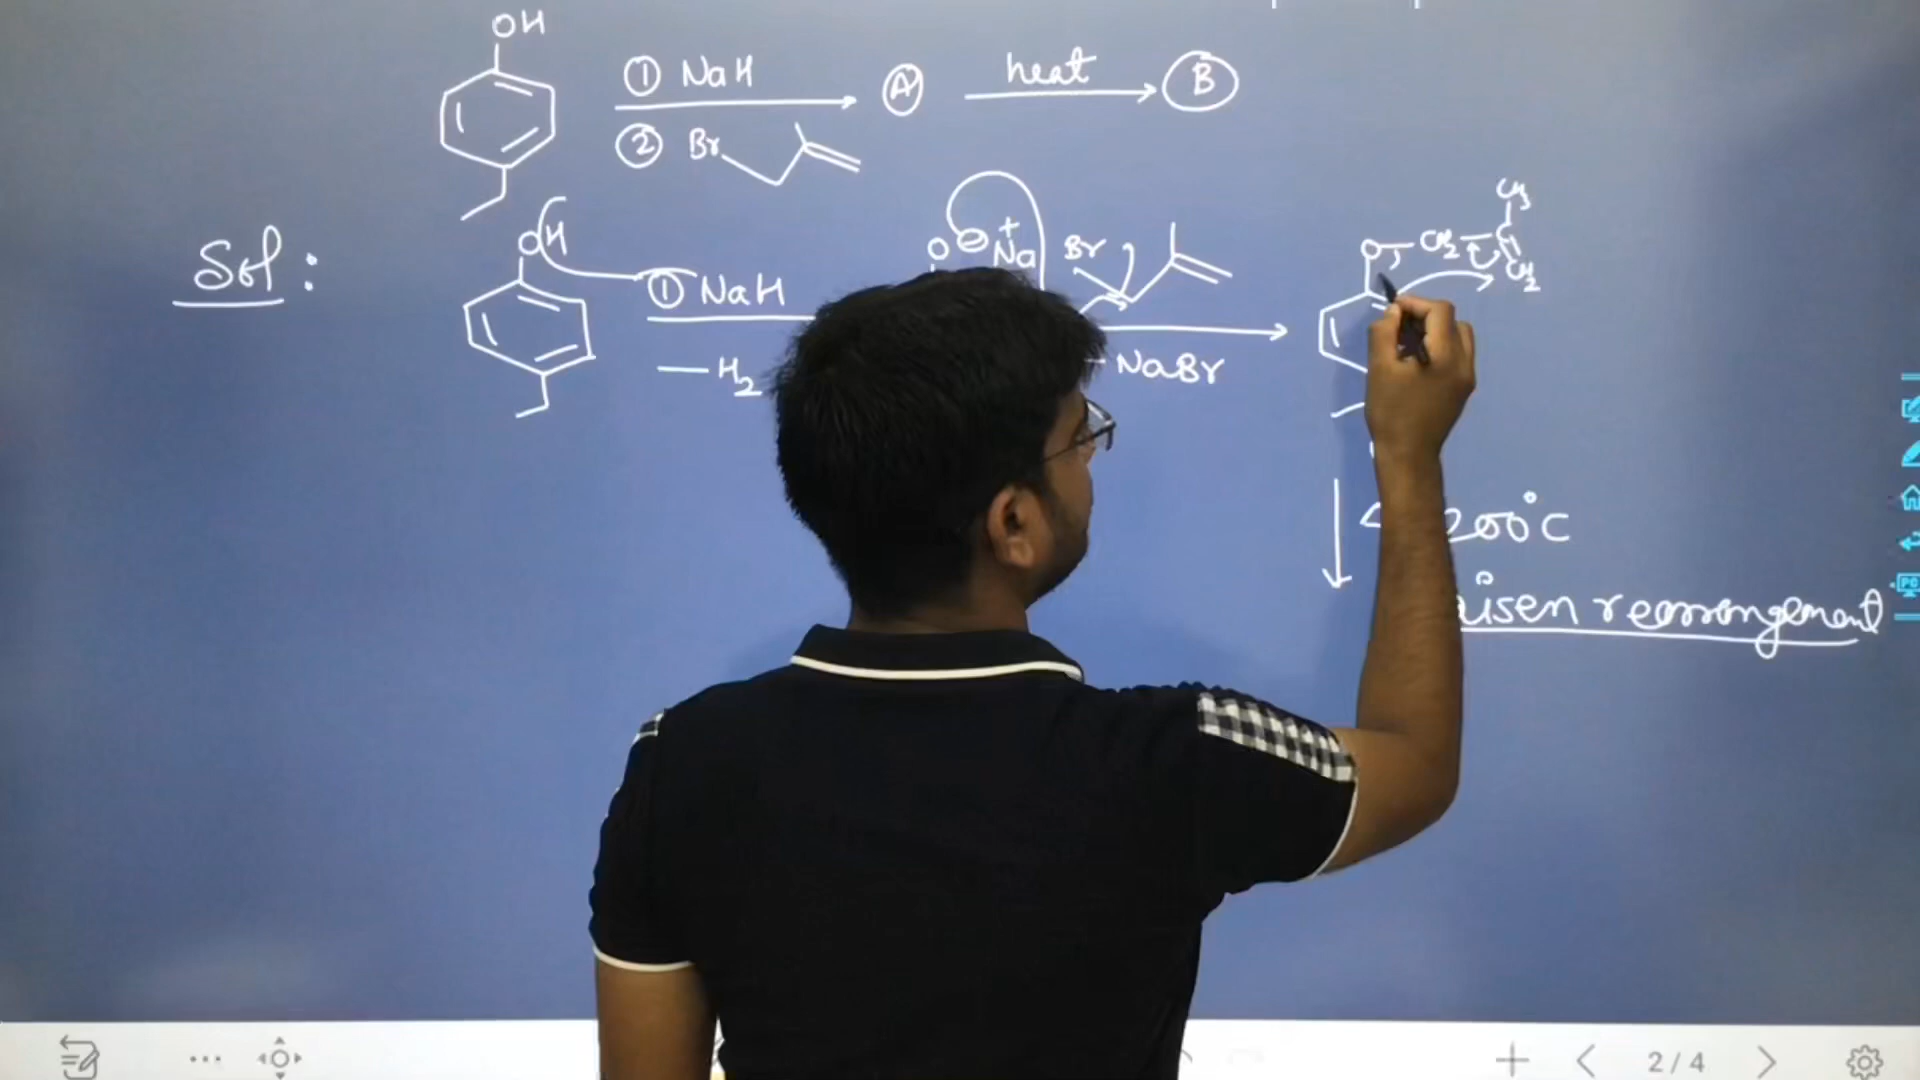 OH
① NaH
Ⓐ
heat
Ⓑ
② Br
Sol :
OH
① NaH
— H2
O ⊖ Na +
Br
— NaBr
O — CH2 — C
CH3
CH2
200°C
rearrangement
2/4
PC